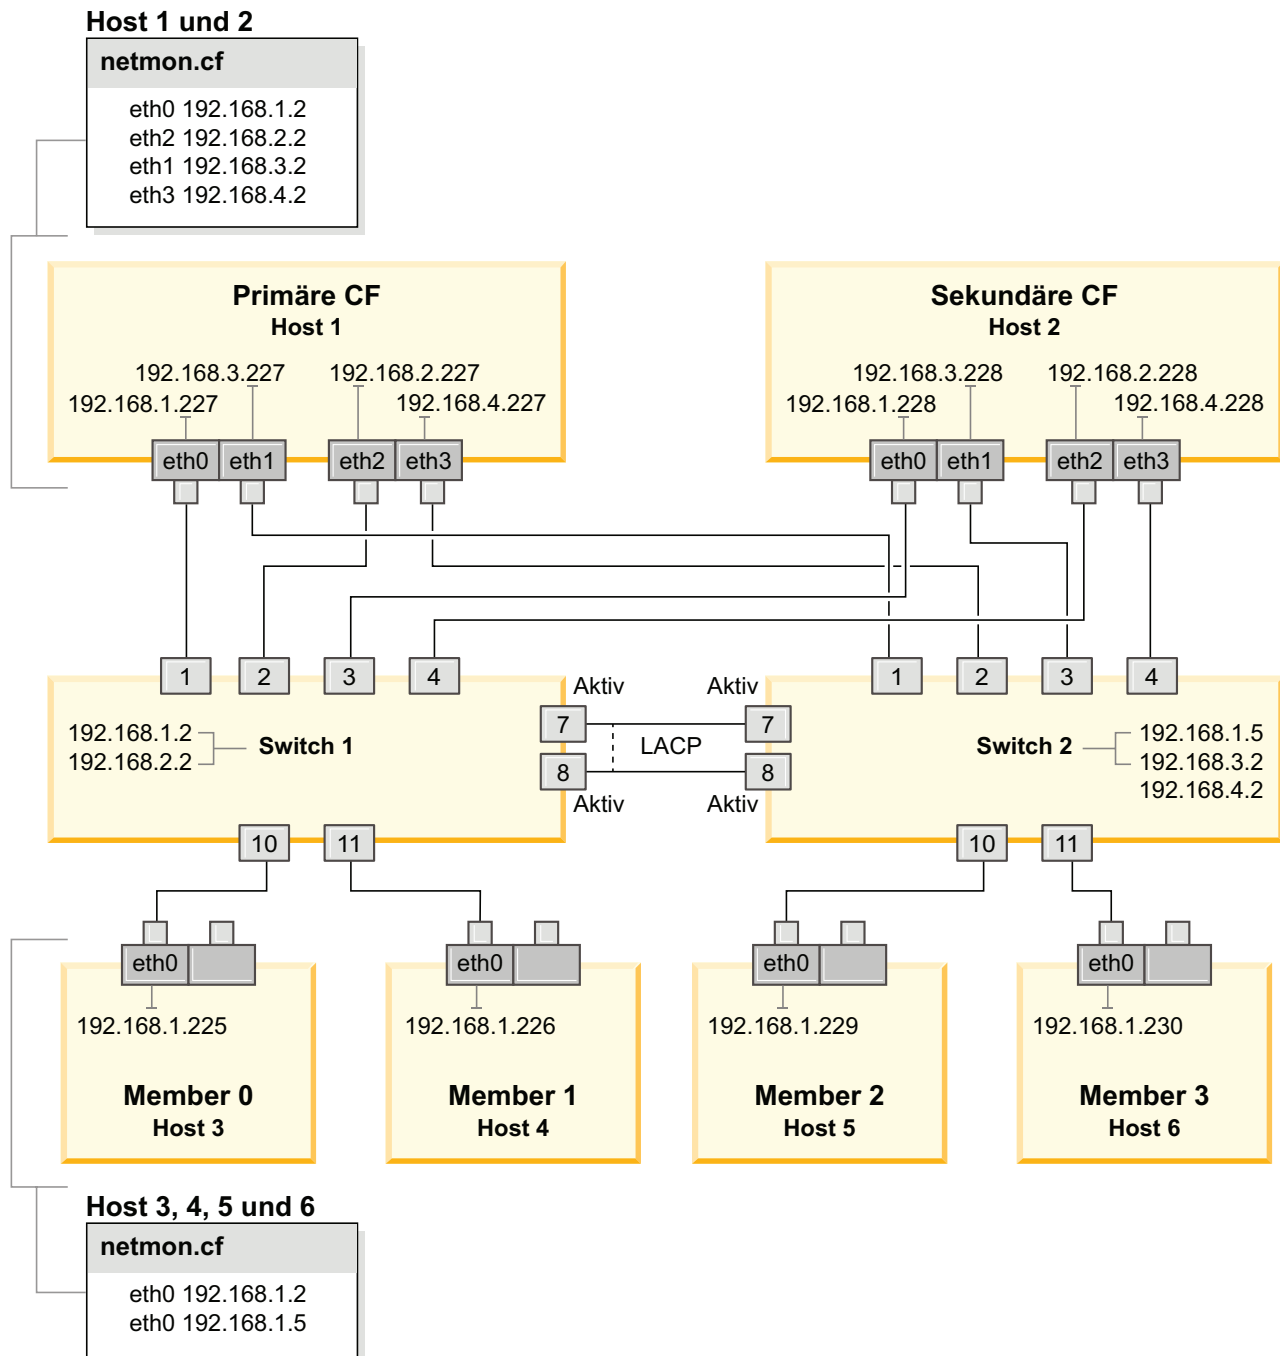 Host 1 und 2
netmon.cf
eth0 192.168.1.2
eth2 192.168.2.2
eth1 192.168.3.2
eth3 192.168.4.2
Primäre CF
Host 1
192.168.3.227
192.168.2.227
192.168.1.227
192.168.4.227
eth0
eth1
eth2
eth3
Sekundäre CF
Host 2
192.168.3.228
192.168.2.228
192.168.1.228
192.168.4.228
eth0
eth1
eth2
eth3
1
2
3
4
192.168.1.2
192.168.2.2
Switch 1
Aktiv
7
8
Aktiv
LACP
Aktiv
7
8
Aktiv
1
2
3
4
Switch 2
192.168.1.5
192.168.3.2
192.168.4.2
10
11
10
11
eth0
192.168.1.225
Member 0
Host 3
eth0
192.168.1.226
Member 1
Host 4
eth0
192.168.1.229
Member 2
Host 5
eth0
192.168.1.230
Member 3
Host 6
Host 3, 4, 5 und 6
netmon.cf
eth0 192.168.1.2
eth0 192.168.1.5